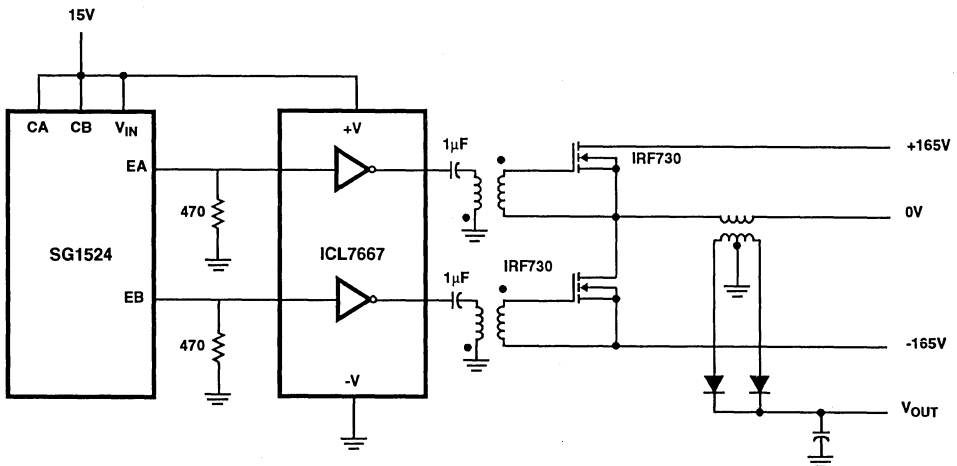 15V
CA CB VIN
+V
EA
1μF
IRF730
+165V
470
0V
SG1524
ICL7667
1μF
IRF730
EB
470
-165V
-V
VOUT